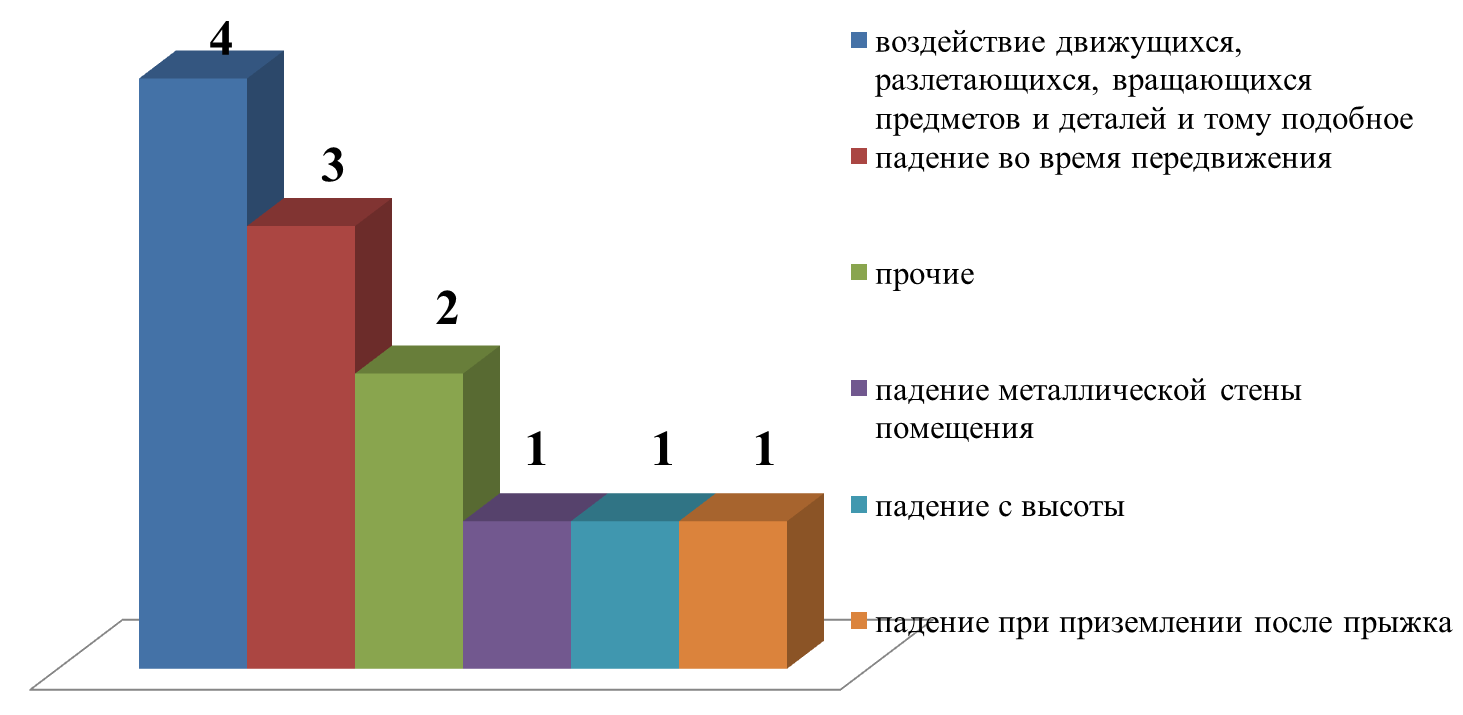 4
3
2
1
1
1
воздействие движущихся,
разлетающихся, вращающихся
предметов и деталей и тому подобное
падение во время передвижения
прочие
падение металлической стены
помещения
падение с высоты
падение при приземлении после прыжка